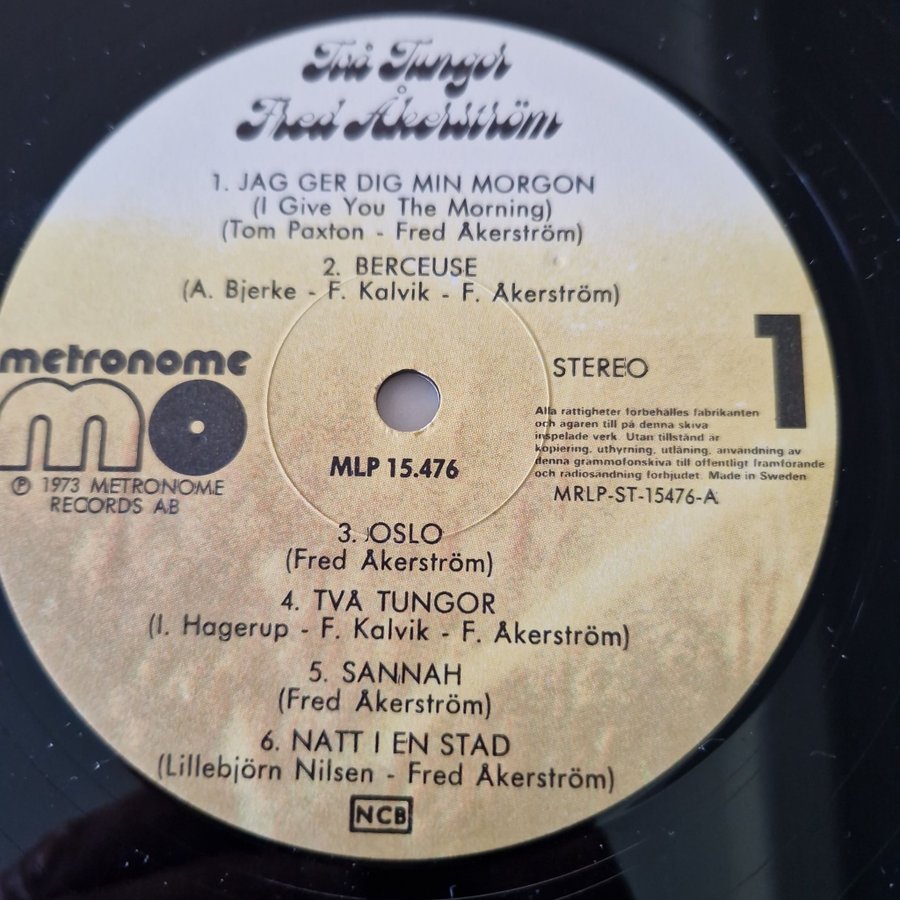 Två Tungor
Fred Åkerström
1. JAG GER DIG MIN MORGON
(I Give You The Morning)
(Tom Paxton - Fred Åkerström)
2. BERCEUSE
(A. Bjerke - F. Kalvik - F. Åkerström)
metronome
mo
℗ 1973 METRONOME
RECORDS AB
MLP 15.476
STEREO
1
Alla rättigheter förbehålles fabrikanten
och ägaren till på denna skiva
inspelade verk. Utan tillstånd är
kopiering, uthyrning, utlåning, användning av
denna grammofonskiva till offentligt framförande
och radiosändning förbjudet. Made in Sweden
MRLP-ST-15476-A
3. OSLO
(Fred Åkerström)
4. TVÅ TUNGOR
(I. Hagerup - F. Kalvik - F. Åkerström)
5. SANNAH
(Fred Åkerström)
6. NATT I EN STAD
(Lillebjörn Nilsen - Fred Åkerström)
NCB